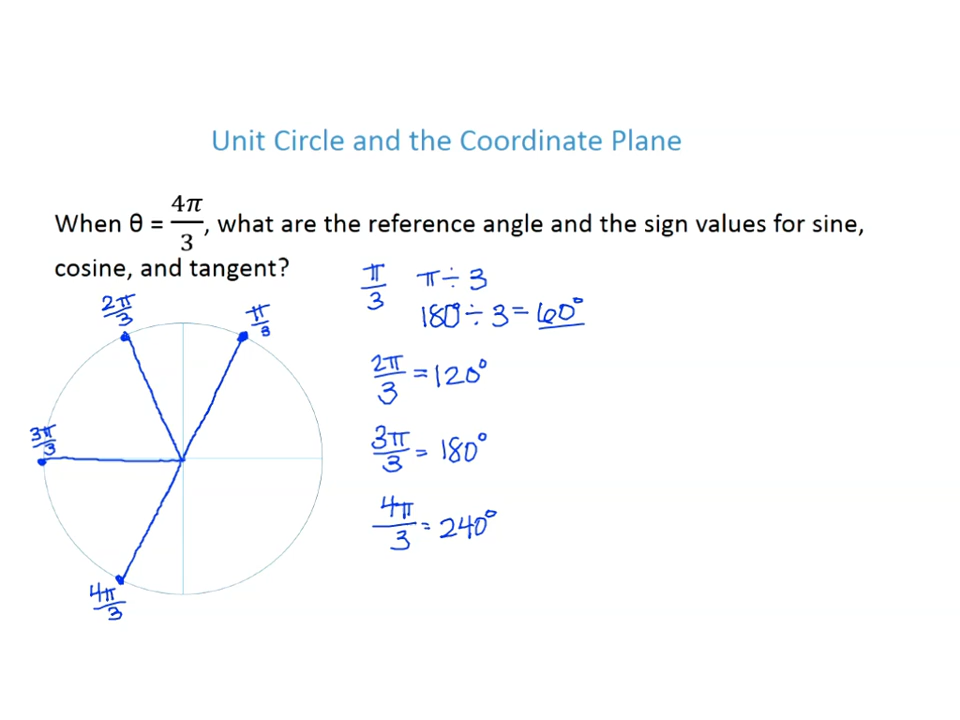 Unit Circle and the Coordinate Plane
When θ = 4π/3, what are the reference angle and the sign values for sine,
cosine, and tangent?
π/3 π÷3
180°÷3=60°
2π/3 = 120°
3π/3 = 180°
4π/3 = 240°
2π/3
π/3
3π/3
4π/3